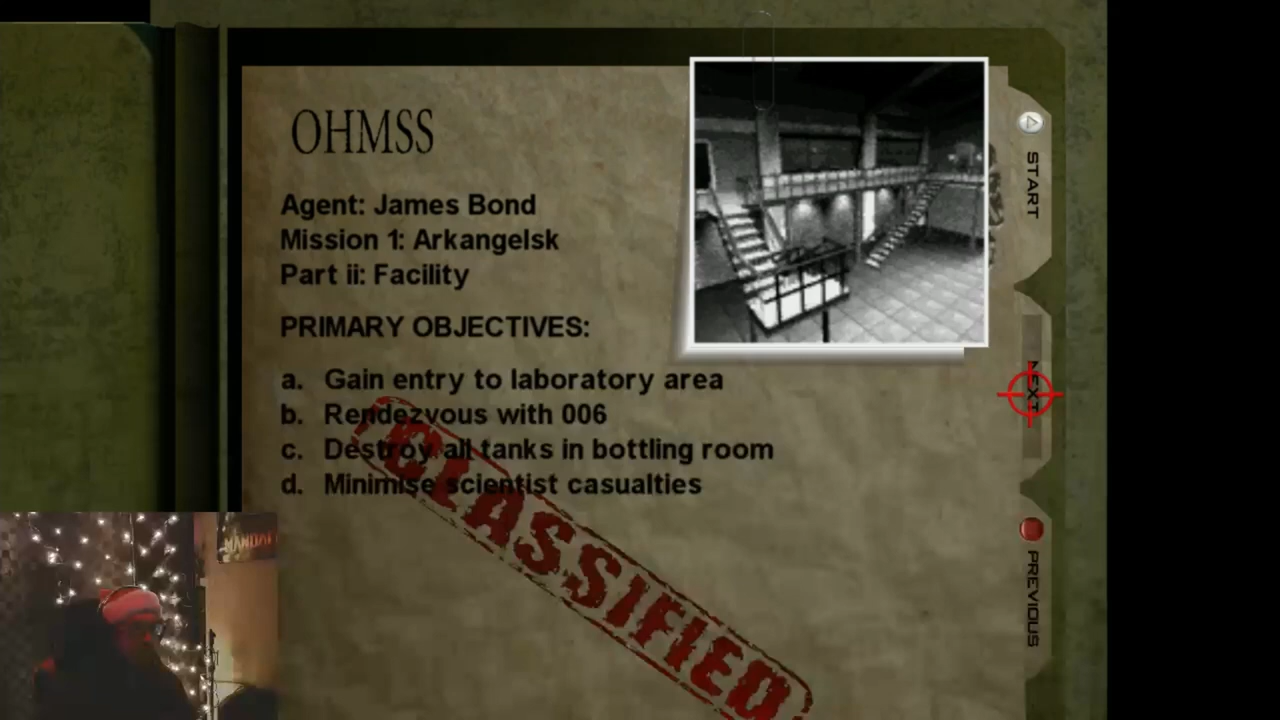 OHMSS
Agent: James Bond
Mission 1: Arkangelsk
Part ii: Facility
PRIMARY OBJECTIVES:
a. Gain entry to laboratory area
b. Rendezvous with 006
c. Destroy all tanks in bottling room
d. Minimise scientist casualties
CLASSIFIED
START
NEXT
PREVIOUS